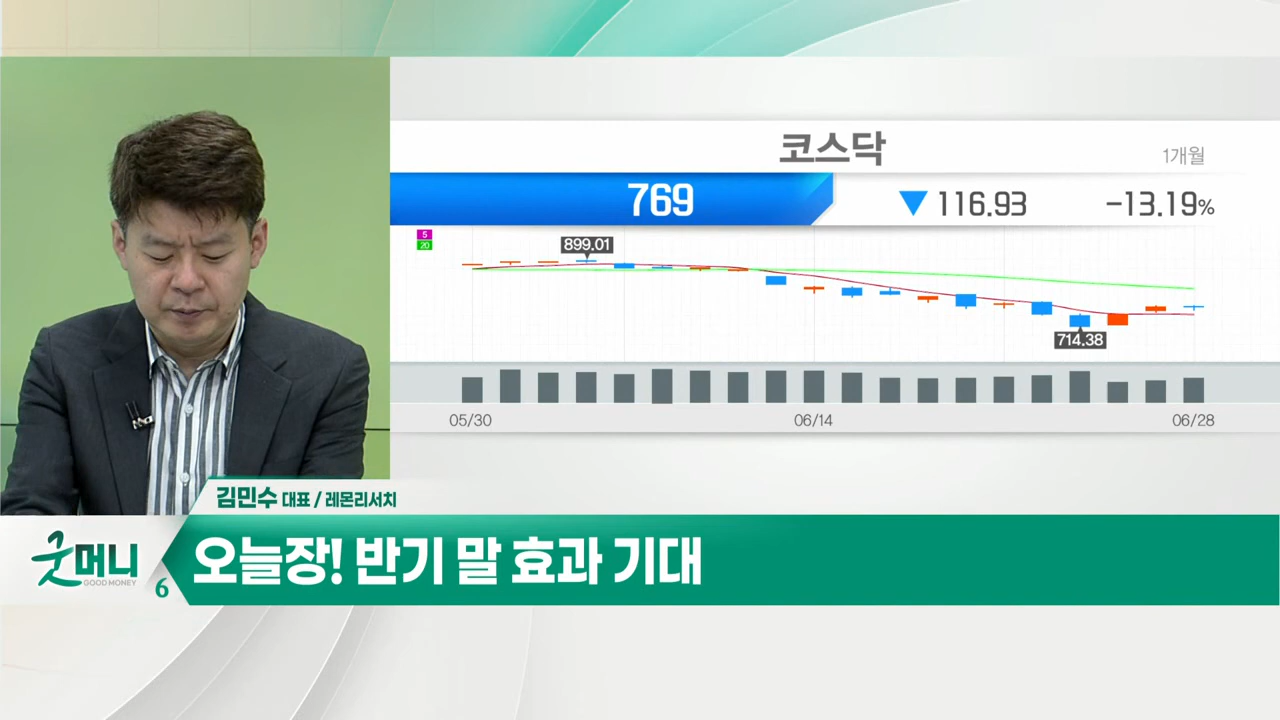 코스닥
1개월
769
▼ 116.93
-13.19%
5
20
899.01
714.38
05/30
06/14
06/28
김민수 대표 / 레몬리서치
굿머니
GOOD MONEY
6
오늘장! 반기 말 효과 기대